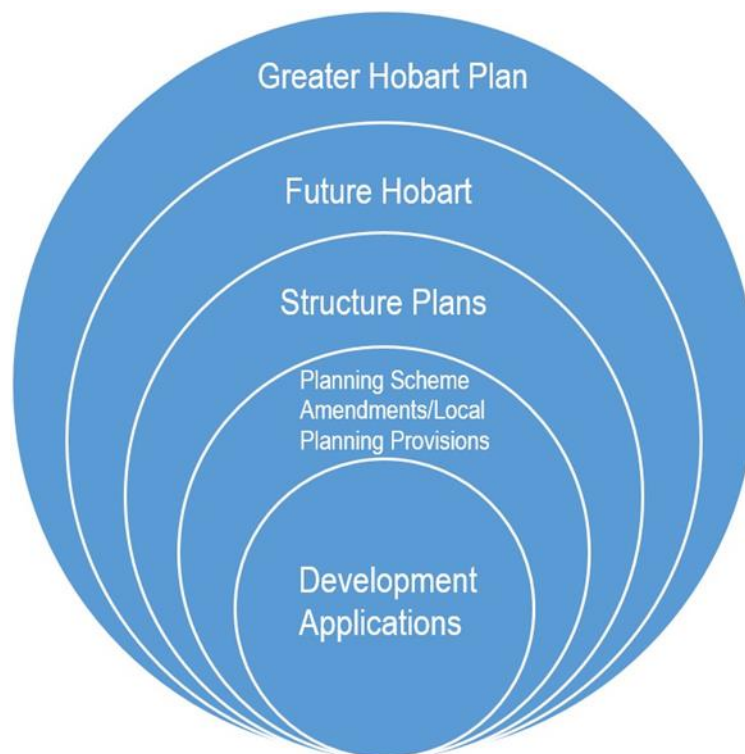 Greater Hobart Plan
Future Hobart
Structure Plans
Planning Scheme
Amendments/Local
Planning Provisions
Development
Applications